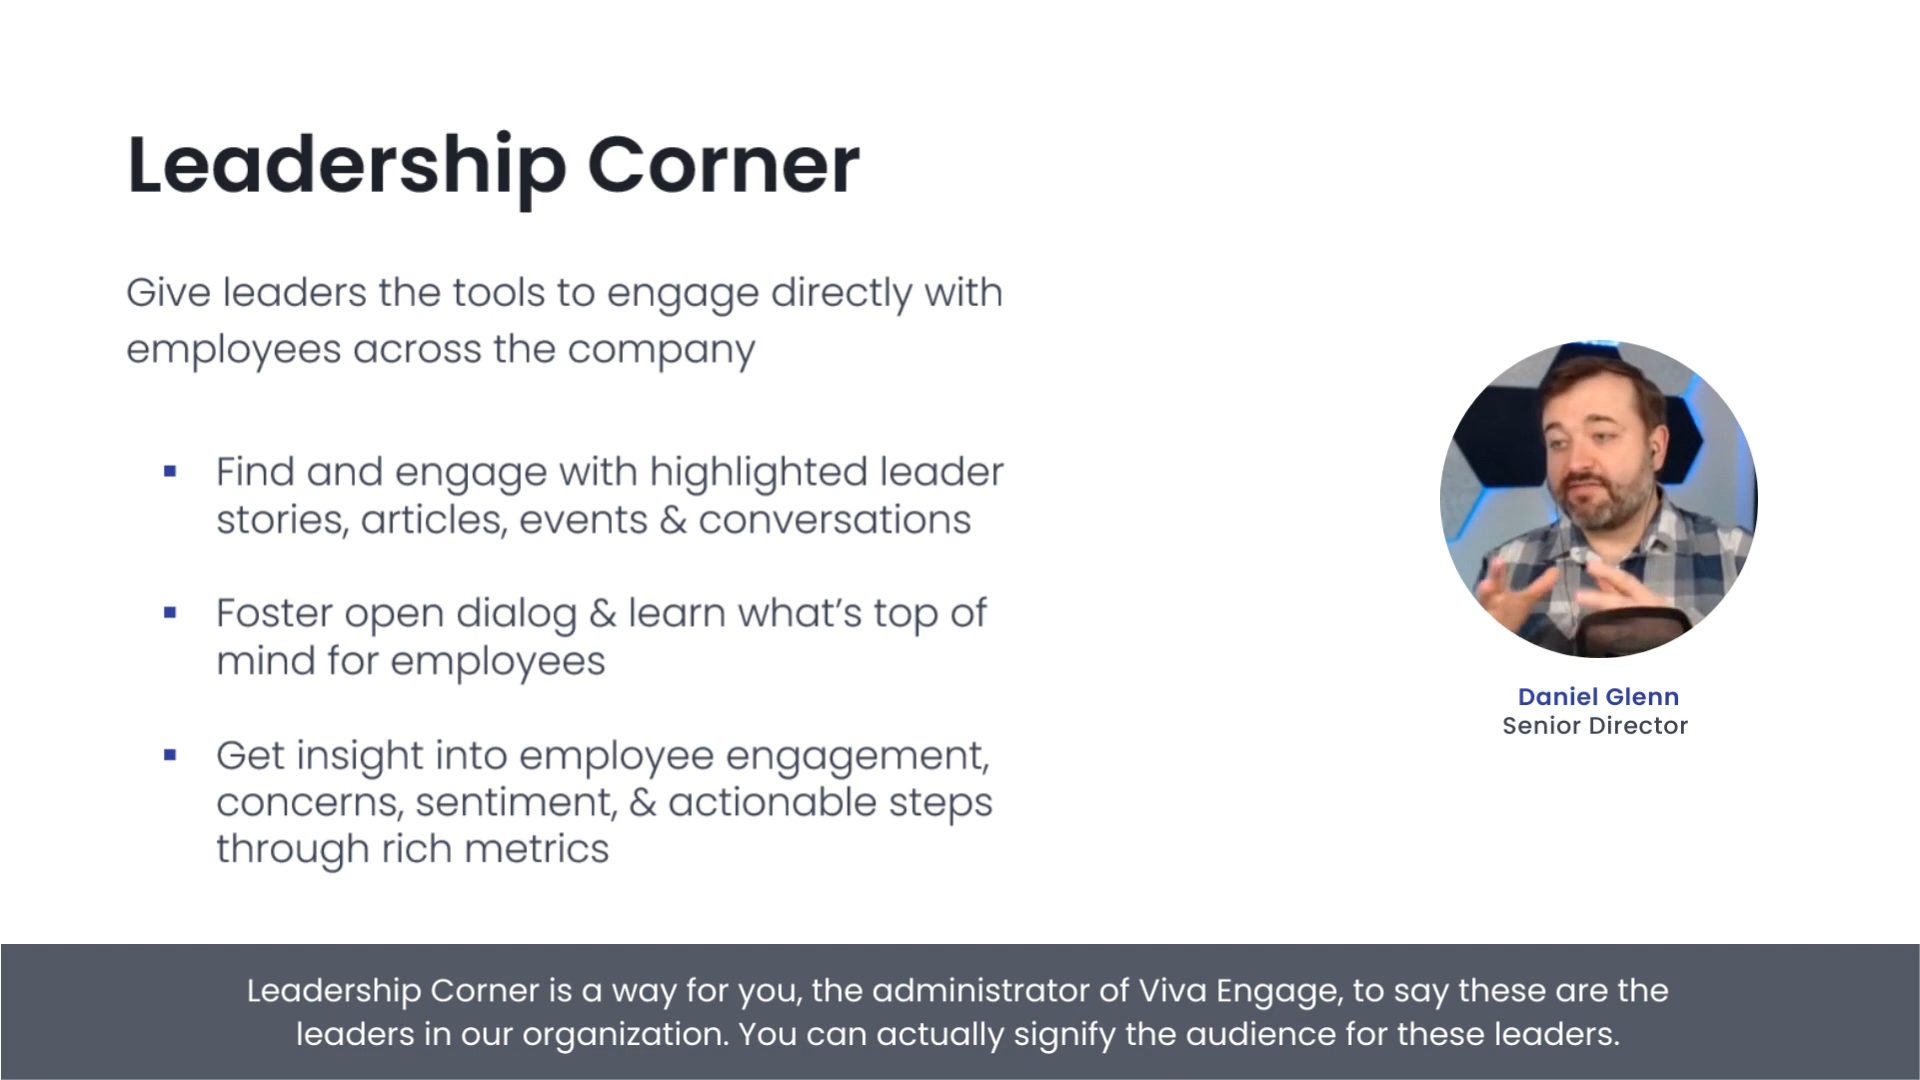 Leadership Corner
Give leaders the tools to engage directly with
employees across the company
▪ Find and engage with highlighted leader
stories, articles, events & conversations
▪ Foster open dialog & learn what’s top of
mind for employees
▪ Get insight into employee engagement,
concerns, sentiment, & actionable steps
through rich metrics
Daniel Glenn
Senior Director
Leadership Corner is a way for you, the administrator of Viva Engage, to say these are the
leaders in our organization. You can actually signify the audience for these leaders.